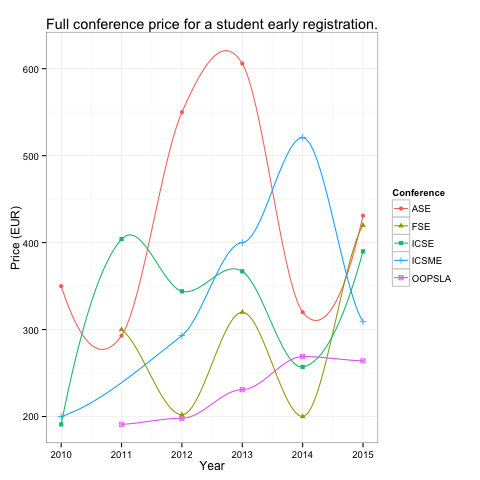 Full conference price for a student early registration.
Price (EUR)
600
500
400
300
200
2010 2011 2012 2013 2014 2015
Year
Conference
ASE
FSE
ICSE
ICSME
OOPSLA